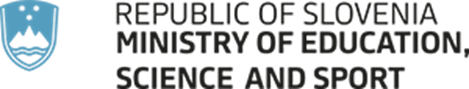 REPUBLIC OF SLOVENIA
MINISTRY OF EDUCATION,
SCIENCE AND SPORT